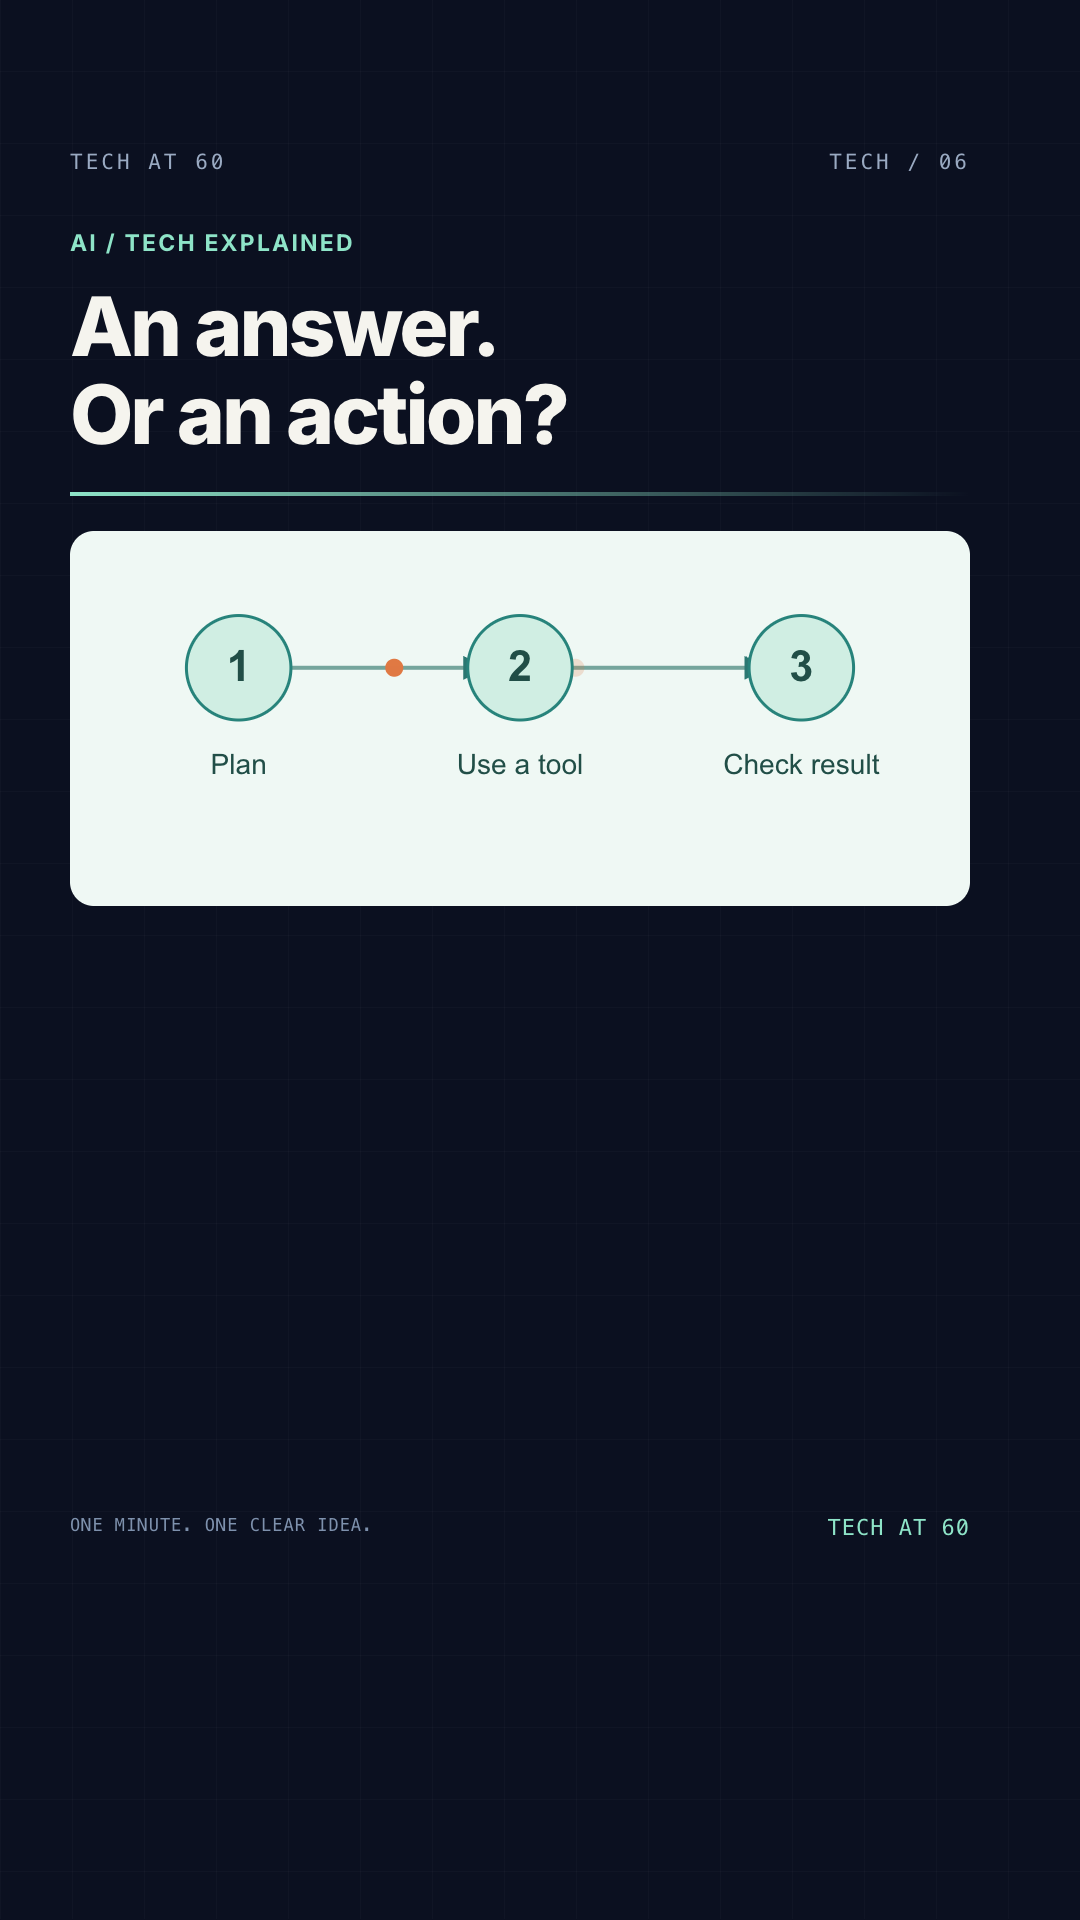 TECH AT 60
TECH / 06
AI / TECH EXPLAINED
An answer.
Or an action?
1
2
3
Plan
Use a tool
Check result
ONE MINUTE. ONE CLEAR IDEA.
TECH AT 60